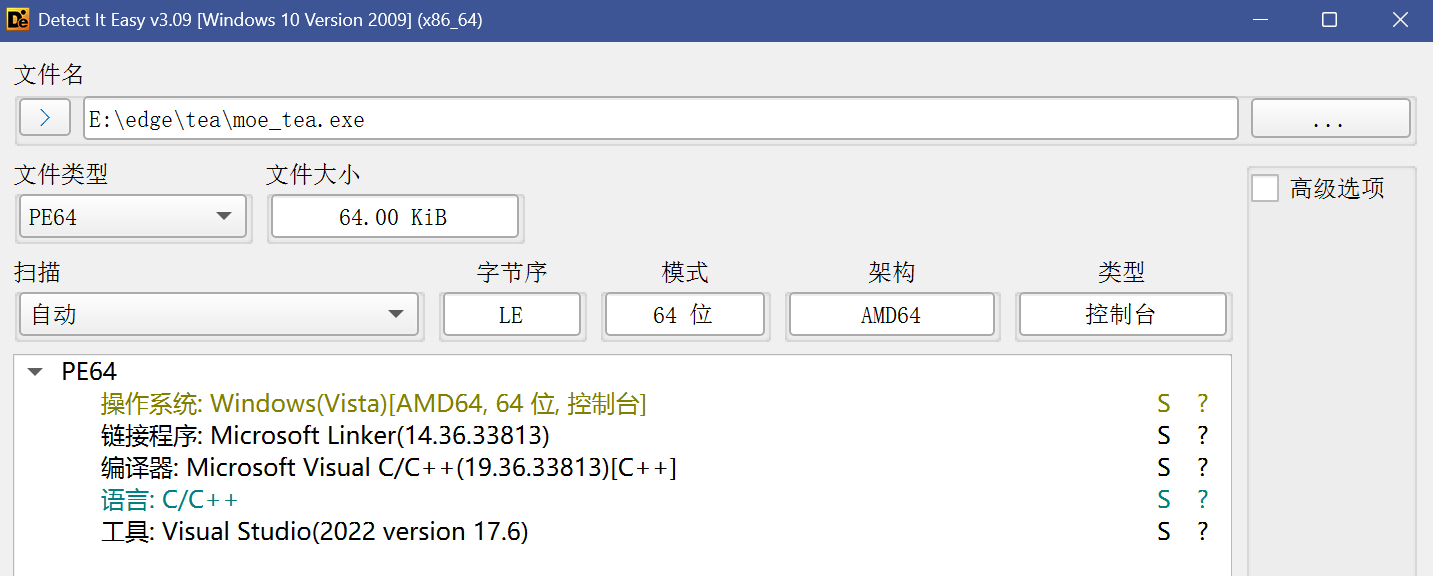 Detect It Easy v3.09 [Windows 10 Version 2009] (x86_64)
文件名
E:\edge\tea\moe_tea.exe ...
文件类型 文件大小
高级选项
PE64 64.00 KiB
扫描 字节序 模式 架构 类型
自动 LE 64 位 AMD64 控制台
PE64
操作系统: Windows(Vista)[AMD64, 64 位, 控制台] S ?
链接程序: Microsoft Linker(14.36.33813) S ?
编译器: Microsoft Visual C/C++(19.36.33813)[C++] S ?
语言: C/C++ S ?
工具: Visual Studio(2022 version 17.6) S ?